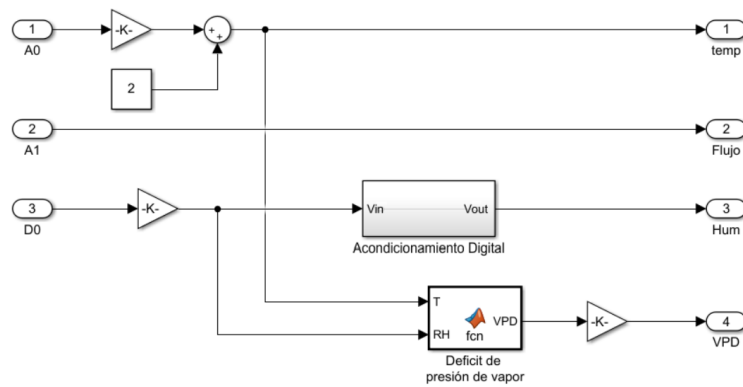 1
A0
-K-
+
+
1
temp
2
2
A1
2
Flujo
3
D0
-K-
Vin
Vout
Acondicionamiento Digital
3
Hum
T
RH
fcn
VPD
Deficit de
presión de vapor
-K-
4
VPD